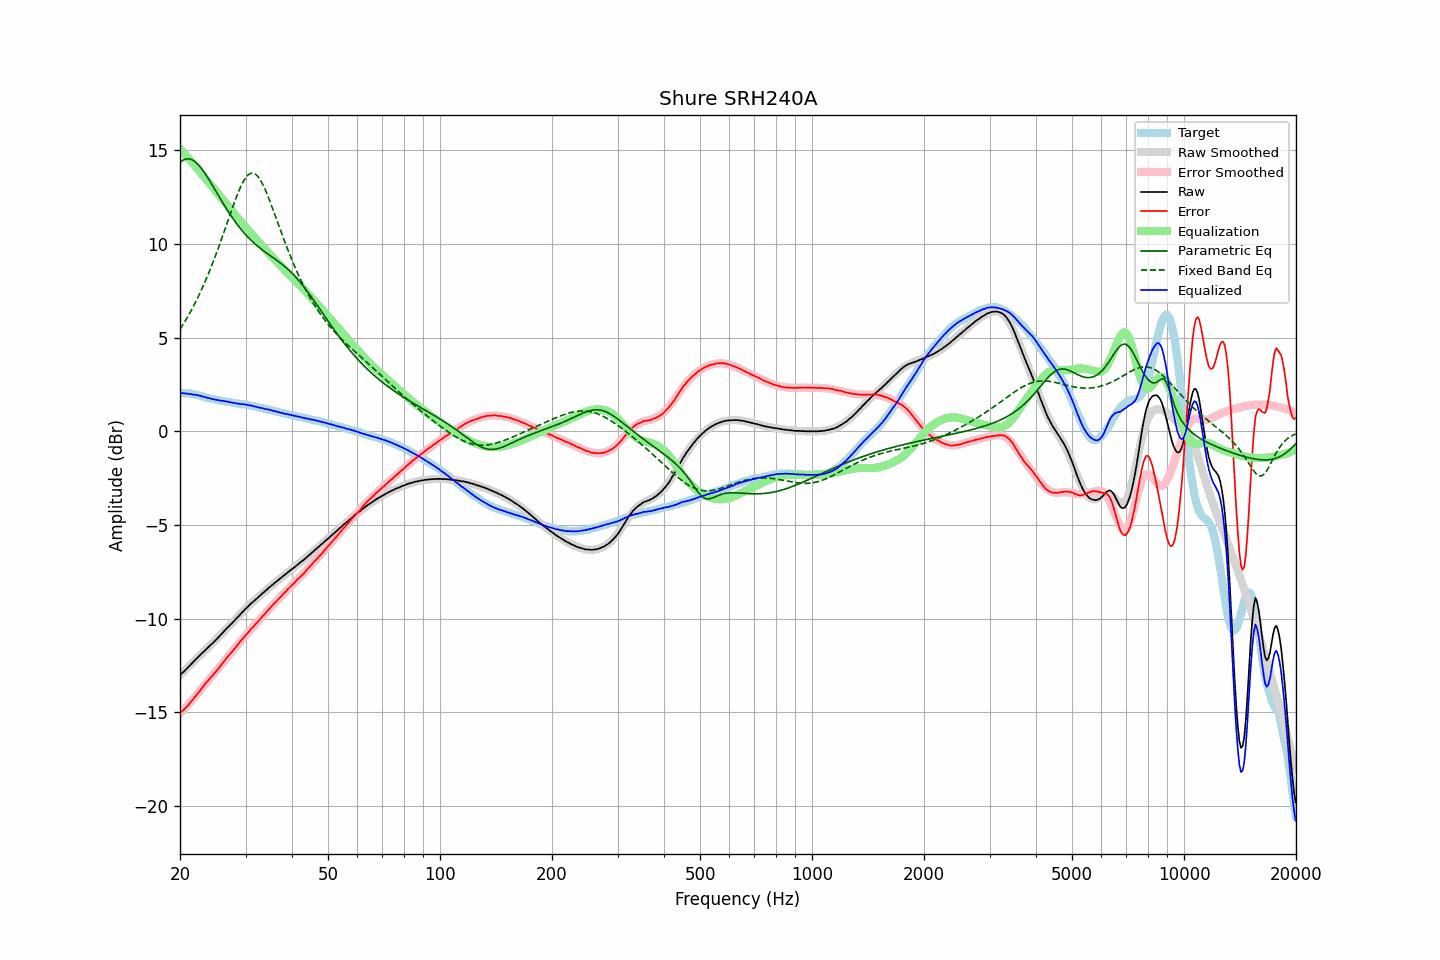 Shure SRH240A
Amplitude (dBr)
15
10
5
0
−5
−10
−15
−20
Target
Raw Smoothed
Error Smoothed
Raw
Error
Equalization
Parametric Eq
Fixed Band Eq
Equalized
20 50 100 200 500 1000 2000 5000 10000 20000
Frequency (Hz)